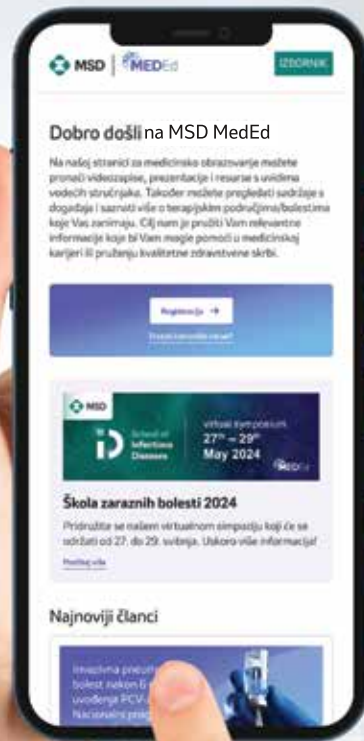 MSD MEDEd
IZBORNIK
Dobro došli na MSD MedEd
Na našoj stranici za medicinsko obrazovanje možete
pronaći videozapise, prezentacije i resurse s uvidima
vodećih stručnjaka. Također možete pregledati sadržaje s
događaja i saznati više o terapijskim područjima/bolestima
koje Vas zanimaju. Cilj nam je pružiti Vam relevantne
informacije koje bi Vam mogle pomoći u medicinskoj
karijeri ili pružanju kvalitetne zdravstvene skrbi.
Registracija →
MSD
School of
Infectious
Diseases
virtual symposium
27th – 29th
May 2024
MEDEd
Škola zaraznih bolesti 2024
Pridružite se našem virtualnom simpoziju koji će se
održati od 27. do 29. svibnja. Uskoro više informacija!
Pročitaj više
Najnoviji članci
Invazivna
bolest nakon 6
uvođenja PCV-a